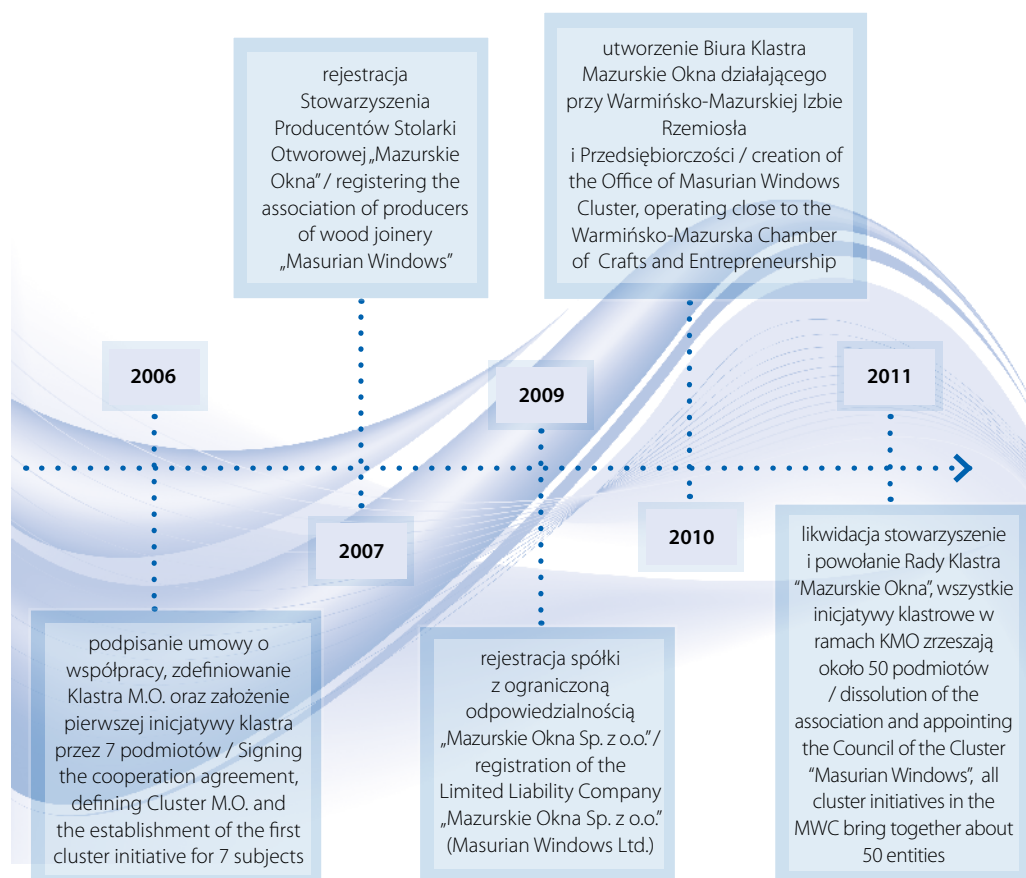 rejestracja
Stowarzyszenia
Producentów Stolarki
Otworowej „Mazurskie
Okna” / registering the
association of producers
of wood joinery
„Masurian Windows”
utworzenie Biura Klastra
Mazurskie Okna działającego
przy Warmińsko-Mazurskiej Izbie
Rzemiosła
i Przedsiębiorczości / creation of
the Office of Masurian Windows
Cluster, operating close to the
Warmińsko-Mazurska Chamber
of Crafts and Entrepreneurship
2006
2009
2011
2007
2010
podpisanie umowy o
współpracy, zdefiniowanie
Klastra M.O. oraz założenie
pierwszej inicjatywy klastra
przez 7 podmiotów / Signing
the cooperation agreement,
defining Cluster M.O. and
the establishment of the first
cluster initiative for 7 subjects
rejestracja spółki
z ograniczoną
odpowiedzialnością
„Mazurskie Okna Sp. z o.o.” /
registration of the
Limited Liability Company
„Mazurskie Okna Sp. z o.o.”
(Masurian Windows Ltd.)
likwidacja stowarzyszenie
i powołanie Rady Klastra
“Mazurskie Okna”, wszystkie
inicjatywy klastrowe w
ramach KMO zrzeszają
około 50 podmiotów
/ dissolution of the
association and appointing
the Council of the Cluster
“Masurian Windows”, all
cluster initiatives in the
MWC bring together about
50 entities